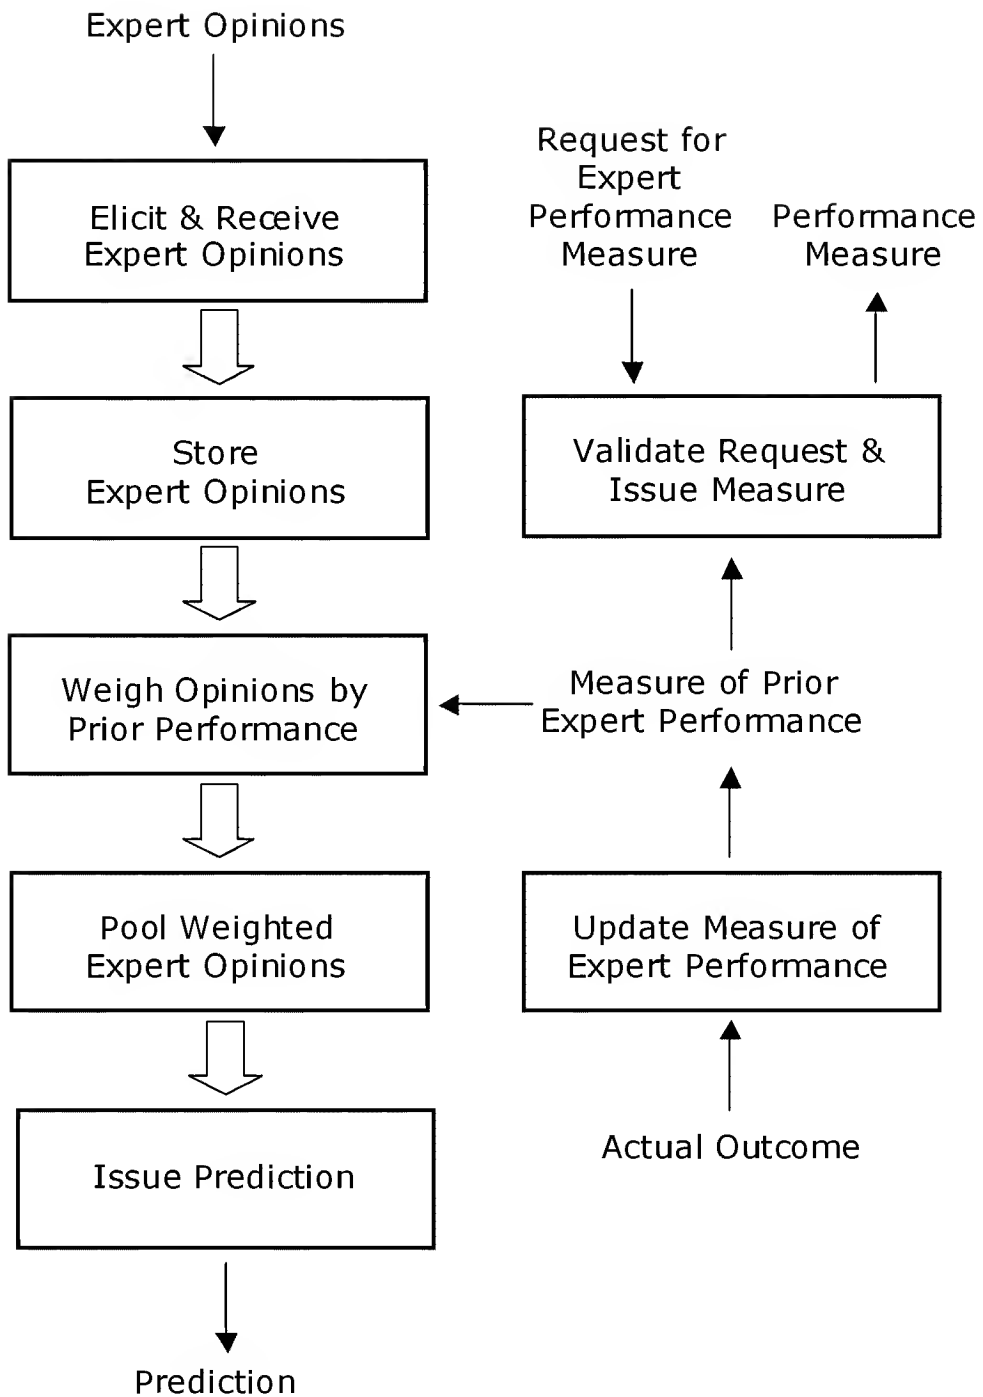 Expert Opinions
Elicit & Receive
Expert Opinions
Store
Expert Opinions
Weigh Opinions by
Prior Performance
Pool Weighted
Expert Opinions
Issue Prediction
Prediction
Request for
Expert
Performance
Measure
Performance
Measure
Validate Request &
Issue Measure
Measure of Prior
Expert Performance
Update Measure of
Expert Performance
Actual Outcome